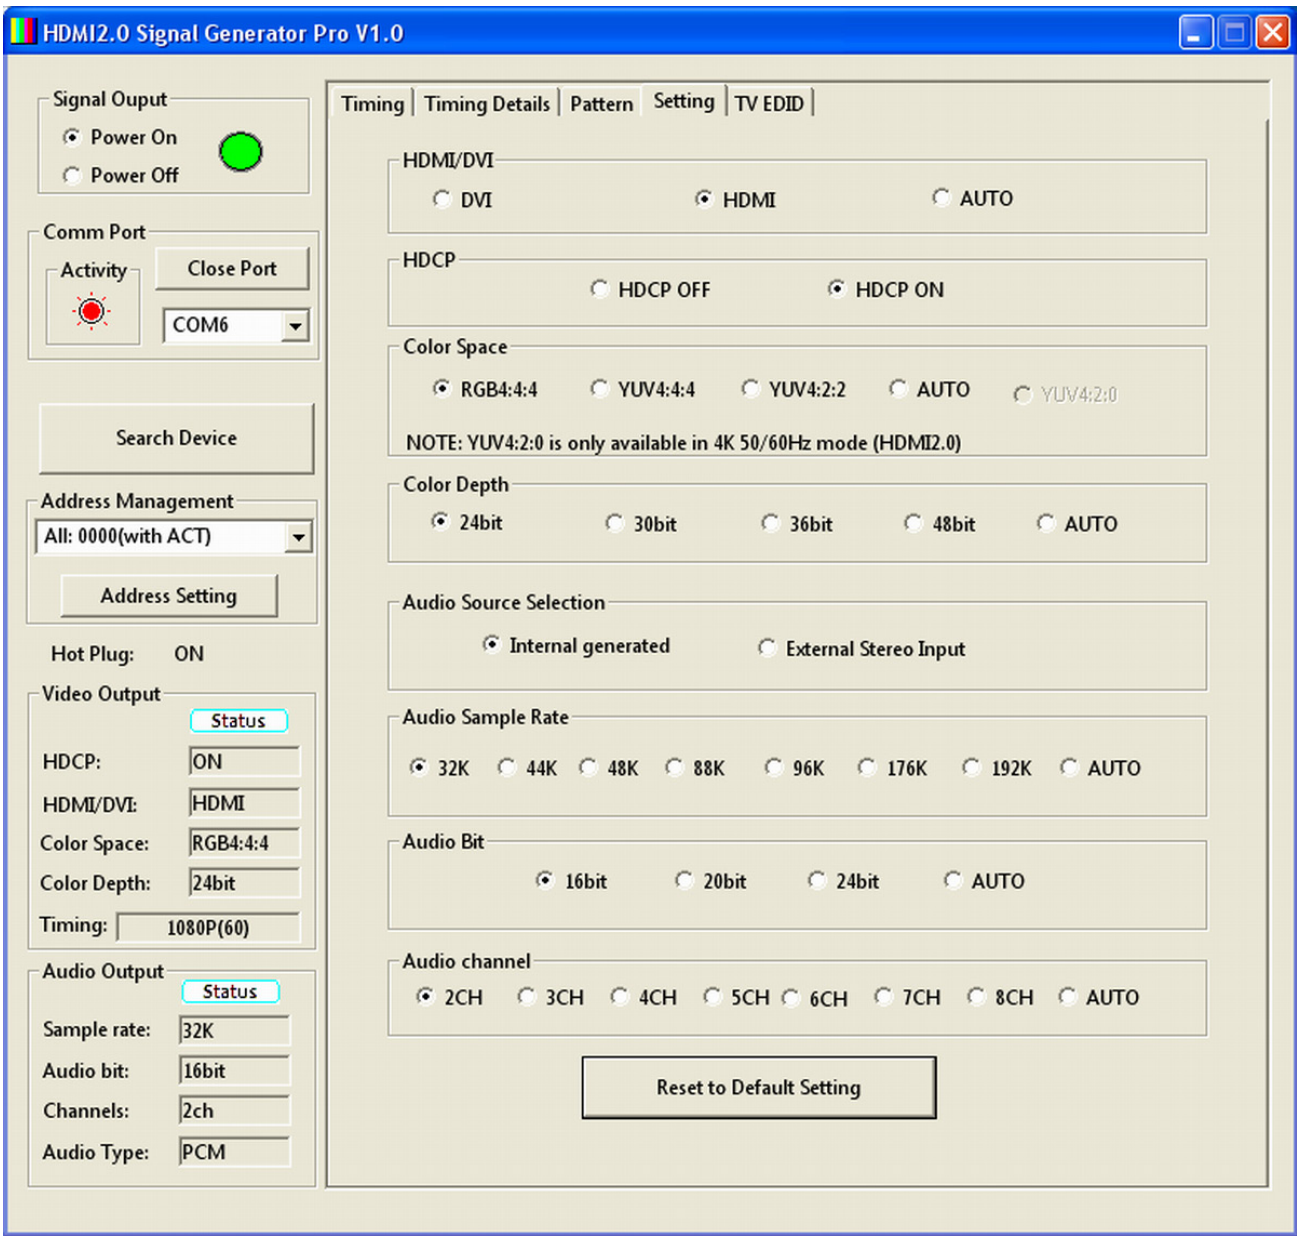 HDMI2.0 Signal Generator Pro V1.0
Signal Ouput
Power On
Power Off
Comm Port
Activity
Close Port
COM6
Search Device
Address Management
All: 0000(with ACT)
Address Setting
Hot Plug: ON
Video Output
Status
HDCP: ON
HDMI/DVI: HDMI
Color Space: RGB4:4:4
Color Depth: 24bit
Timing: 1080P(60)
Audio Output
Status
Sample rate: 32K
Audio bit: 16bit
Channels: 2ch
Audio Type: PCM
Timing Timing Details Pattern Setting TV EDID
HDMI/DVI
DVI HDMI AUTO
HDCP
HDCP OFF HDCP ON
Color Space
RGB4:4:4 YUV4:4:4 YUV4:2:2 AUTO YUV4:2:0
NOTE: YUV4:2:0 is only available in 4K 50/60Hz mode (HDMI2.0)
Color Depth
24bit 30bit 36bit 48bit AUTO
Audio Source Selection
Internal generated External Stereo Input
Audio Sample Rate
32K 44K 48K 88K 96K 176K 192K AUTO
Audio Bit
16bit 20bit 24bit AUTO
Audio channel
2CH 3CH 4CH 5CH 6CH 7CH 8CH AUTO
Reset to Default Setting